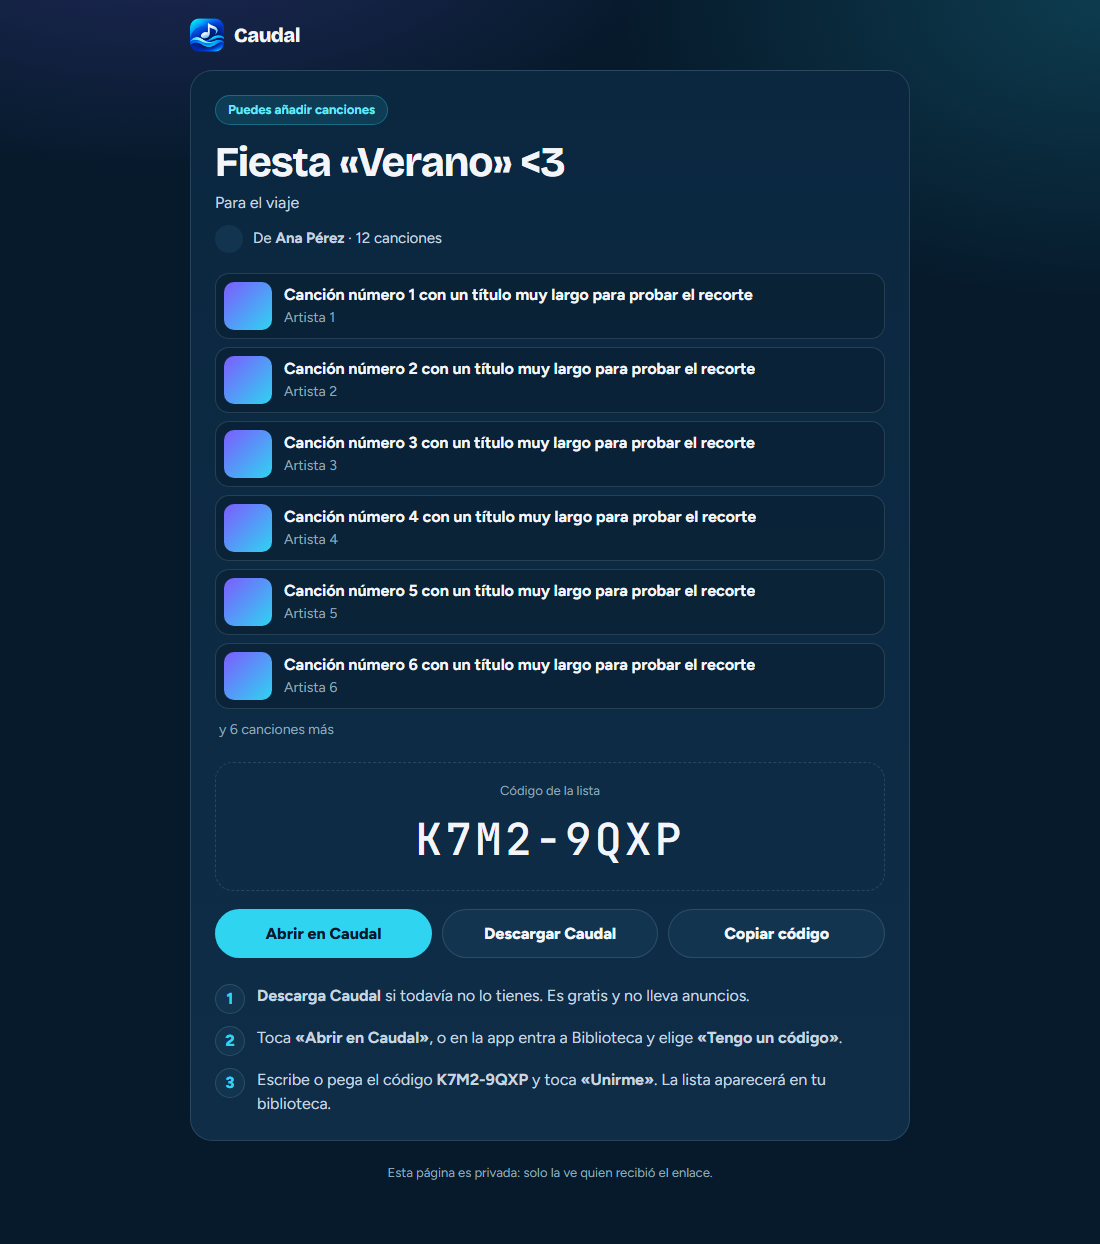 Caudal
Puedes añadir canciones
Fiesta «Verano» <3
Para el viaje
De Ana Pérez · 12 canciones
Canción número 1 con un título muy largo para probar el recorte
Artista 1
Canción número 2 con un título muy largo para probar el recorte
Artista 2
Canción número 3 con un título muy largo para probar el recorte
Artista 3
Canción número 4 con un título muy largo para probar el recorte
Artista 4
Canción número 5 con un título muy largo para probar el recorte
Artista 5
Canción número 6 con un título muy largo para probar el recorte
Artista 6
y 6 canciones más
Código de la lista
K7M2-9QXP
Abrir en Caudal
Descargar Caudal
Copiar código
1 Descarga Caudal si todavía no lo tienes. Es gratis y no lleva anuncios.
2 Toca «Abrir en Caudal», o en la app entra a Biblioteca y elige «Tengo un código».
3 Escribe o pega el código K7M2-9QXP y toca «Unirme». La lista aparecerá en tu
biblioteca.
Esta página es privada: solo la ve quien recibió el enlace.